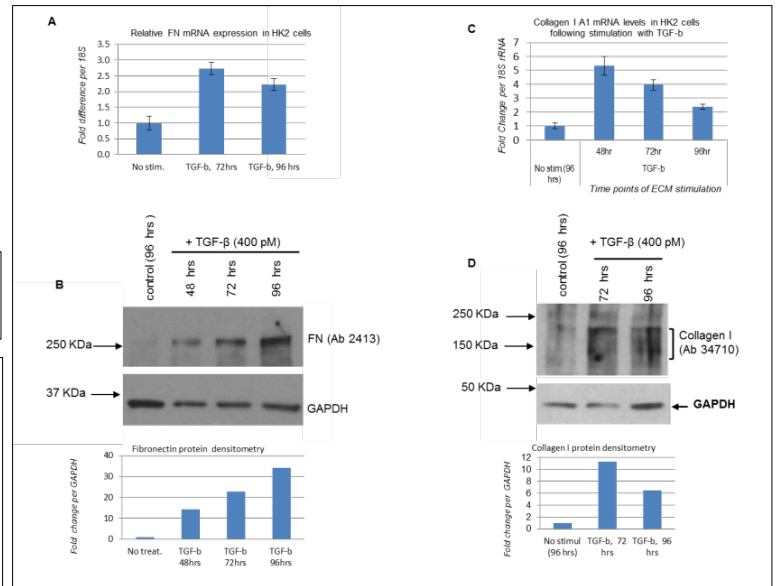 A
Relative FN mRNA expression in HK2 cells
Fold difference per 18S
3.5
3.0
2.5
2.0
1.5
1.0
0.5
0.0
No stim.
TGF-b, 72hrs
TGF-b, 96 hrs
C
Collagen I A1 mRNA levels in HK2 cells
following stimulation with TGF-b
Fold Change per 18S rRNA
7
6
5
4
3
2
1
0
48hr
72hr
96hr
No stim.(96
hrs)
TGF-b
Time points of ECM stimulation
B
control (96 hrs )
+ TGF-β (400 pM)
48 hrs
72 hrs
96 hrs
250 KDa
FN (Ab 2413)
37 KDa
GAPDH
Fibronectin protein densitometry
Fold change per GAPDH
40
30
20
10
0
No treat.
TGF-b
48hrs
TGF-b
72hrs
TGF-b
96hrs
D
control (96 hrs)
+ TGF-β (400 pM)
72 hrs
96 hrs
250 KDa
150 KDa
Collagen I
(Ab 34710)
50 KDa
GAPDH
Collagen I protein densitometry
Fold change per GAPDH
12
10
8
6
4
2
0
No stimul
(96 hrs)
TGF-b, 72
hrs
TGF-b, 96
hrs